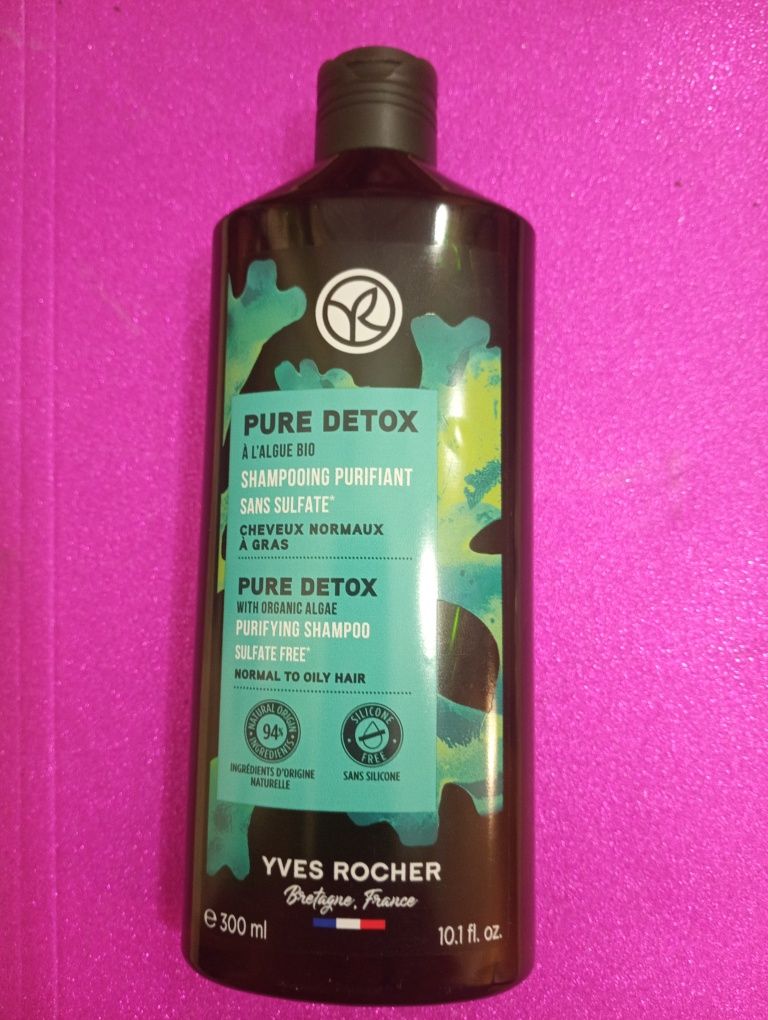 PURE DETOX
À L'ALGUE BIO
SHAMPOOING PURIFIANT
SANS SULFATE*
CHEVEUX NORMAUX
À GRAS
PURE DETOX
WITH ORGANIC ALGAE
PURIFYING SHAMPOO
SULFATE FREE*
NORMAL TO OILY HAIR
NATURAL ORIGIN
94%
INGREDIENTS
INGRÉDIENTS D'ORIGINE
NATURELLE
SILICONE
FREE
SANS SILICONE
YVES ROCHER
Bretagne, France
℮ 300 ml
10.1 fl. oz.